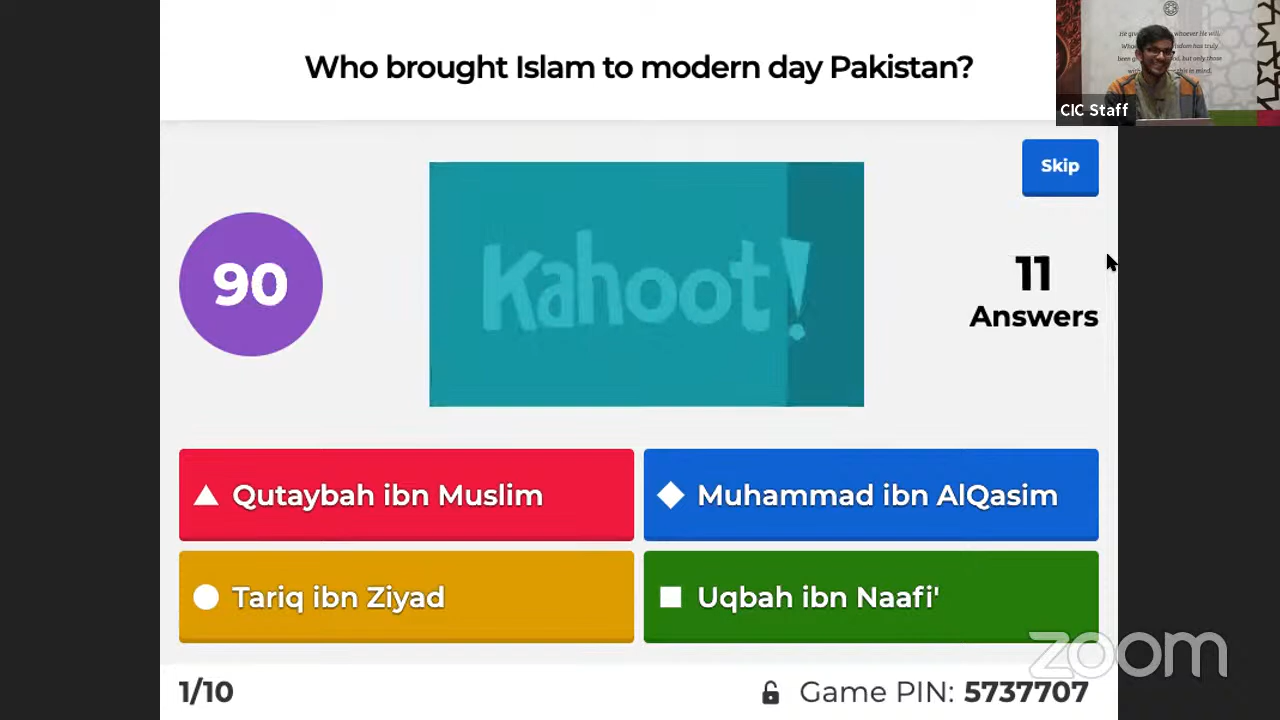 Who brought Islam to modern day Pakistan?
CIC Staff
Skip
90
Kahoot!
11
Answers
Qutaybah ibn Muslim
Muhammad ibn AlQasim
Tariq ibn Ziyad
Uqbah ibn Naafi'
zoom
1/10
Game PIN: 5737707